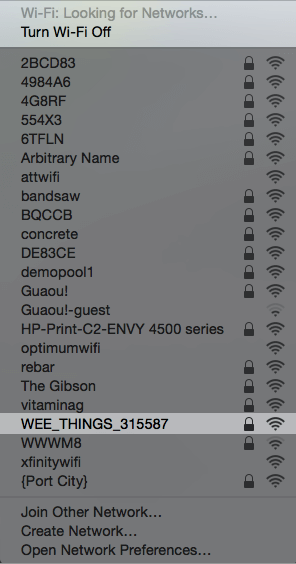 Wi-Fi: Looking for Networks...
Turn Wi-Fi Off
2BCD83
4984A6
4G8RF
554X3
6TFLN
Arbitrary Name
attwifi
bandsaw
BQCCB
concrete
DE83CE
demopool1
Guaou!
Guaou!-guest
HP-Print-C2-ENVY 4500 series
optimumwifi
rebar
The Gibson
vitaminag
WEE_THINGS_315587
WWWM8
xfinitywifi
{Port City}
Join Other Network...
Create Network...
Open Network Preferences...